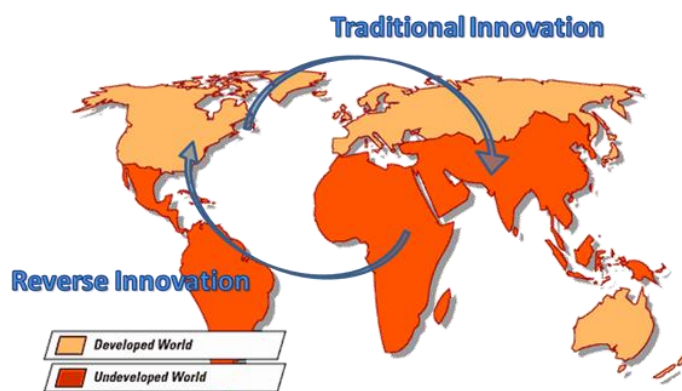 Traditional Innovation
Reverse Innovation
Developed World
Undeveloped World